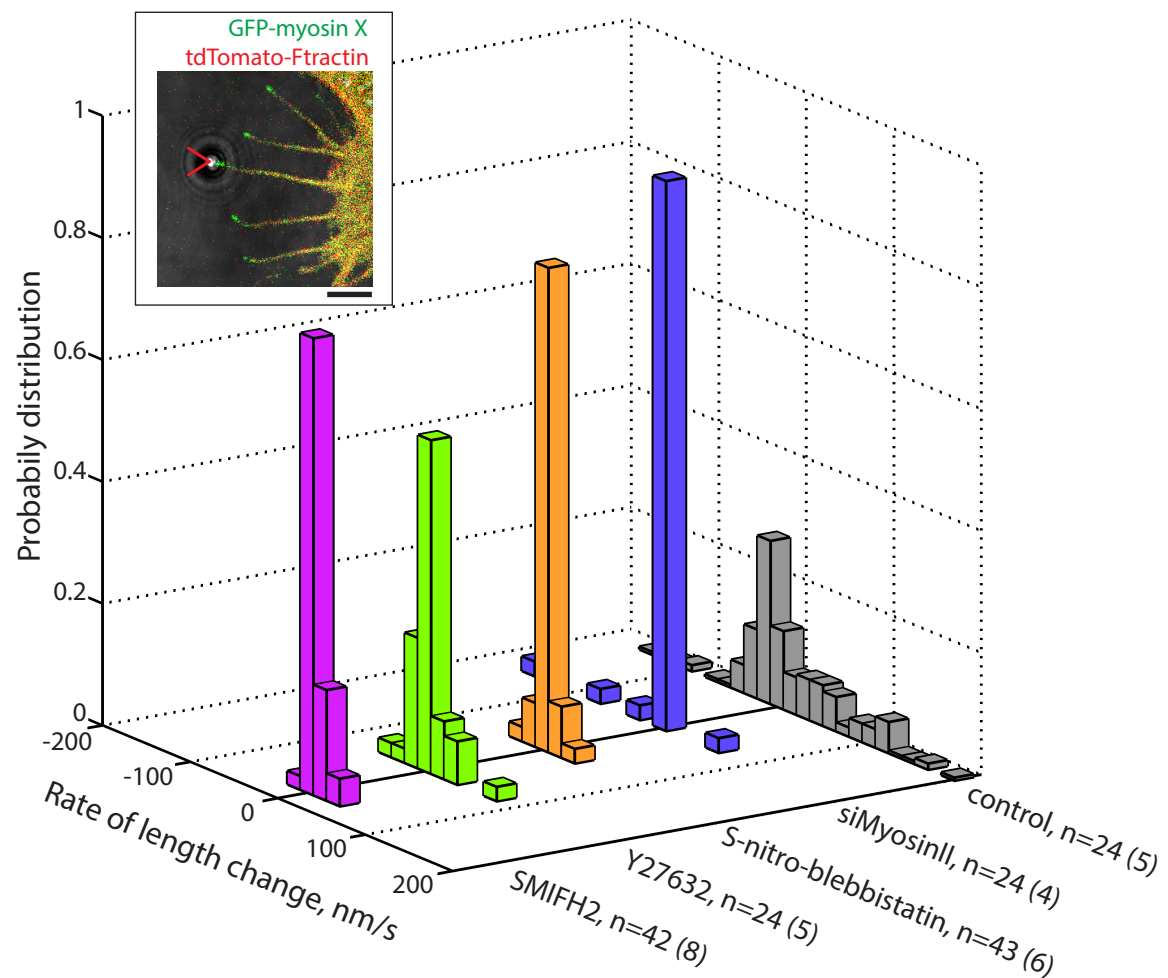 GFP-myosin X
tdTomato-Ftractin
Probabily distribution
1
0.8
0.6
0.4
0.2
0
-200
-100
0
100
200
Rate of length change, nm/s
SMIFH2, n=42 (8)
Y27632, n=24 (5)
S-nitro-blebbistatin, n=43 (6)
siMyosinII, n=24 (4)
control, n=24 (5)